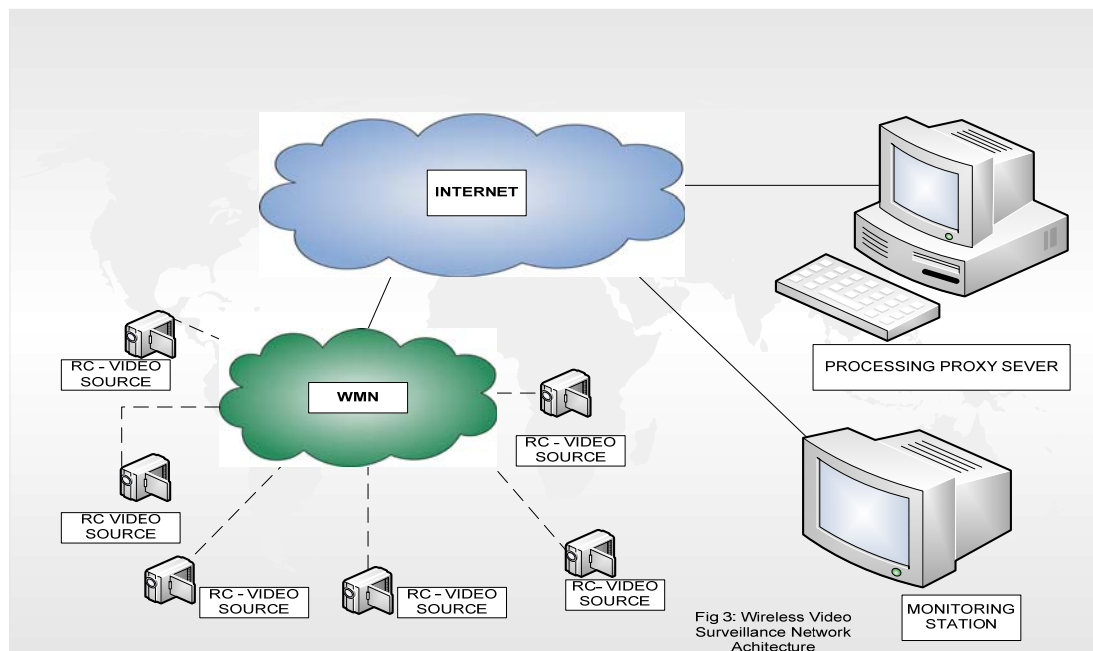 INTERNET
PROCESSING PROXY SEVER
RC - VIDEO
SOURCE
WMN
RC - VIDEO
SOURCE
RC VIDEO
SOURCE
RC - VIDEO
SOURCE
RC - VIDEO
SOURCE
RC– VIDEO
SOURCE
MONITORING
STATION
Fig 3: Wireless Video
Surveillance Network
Achitecture